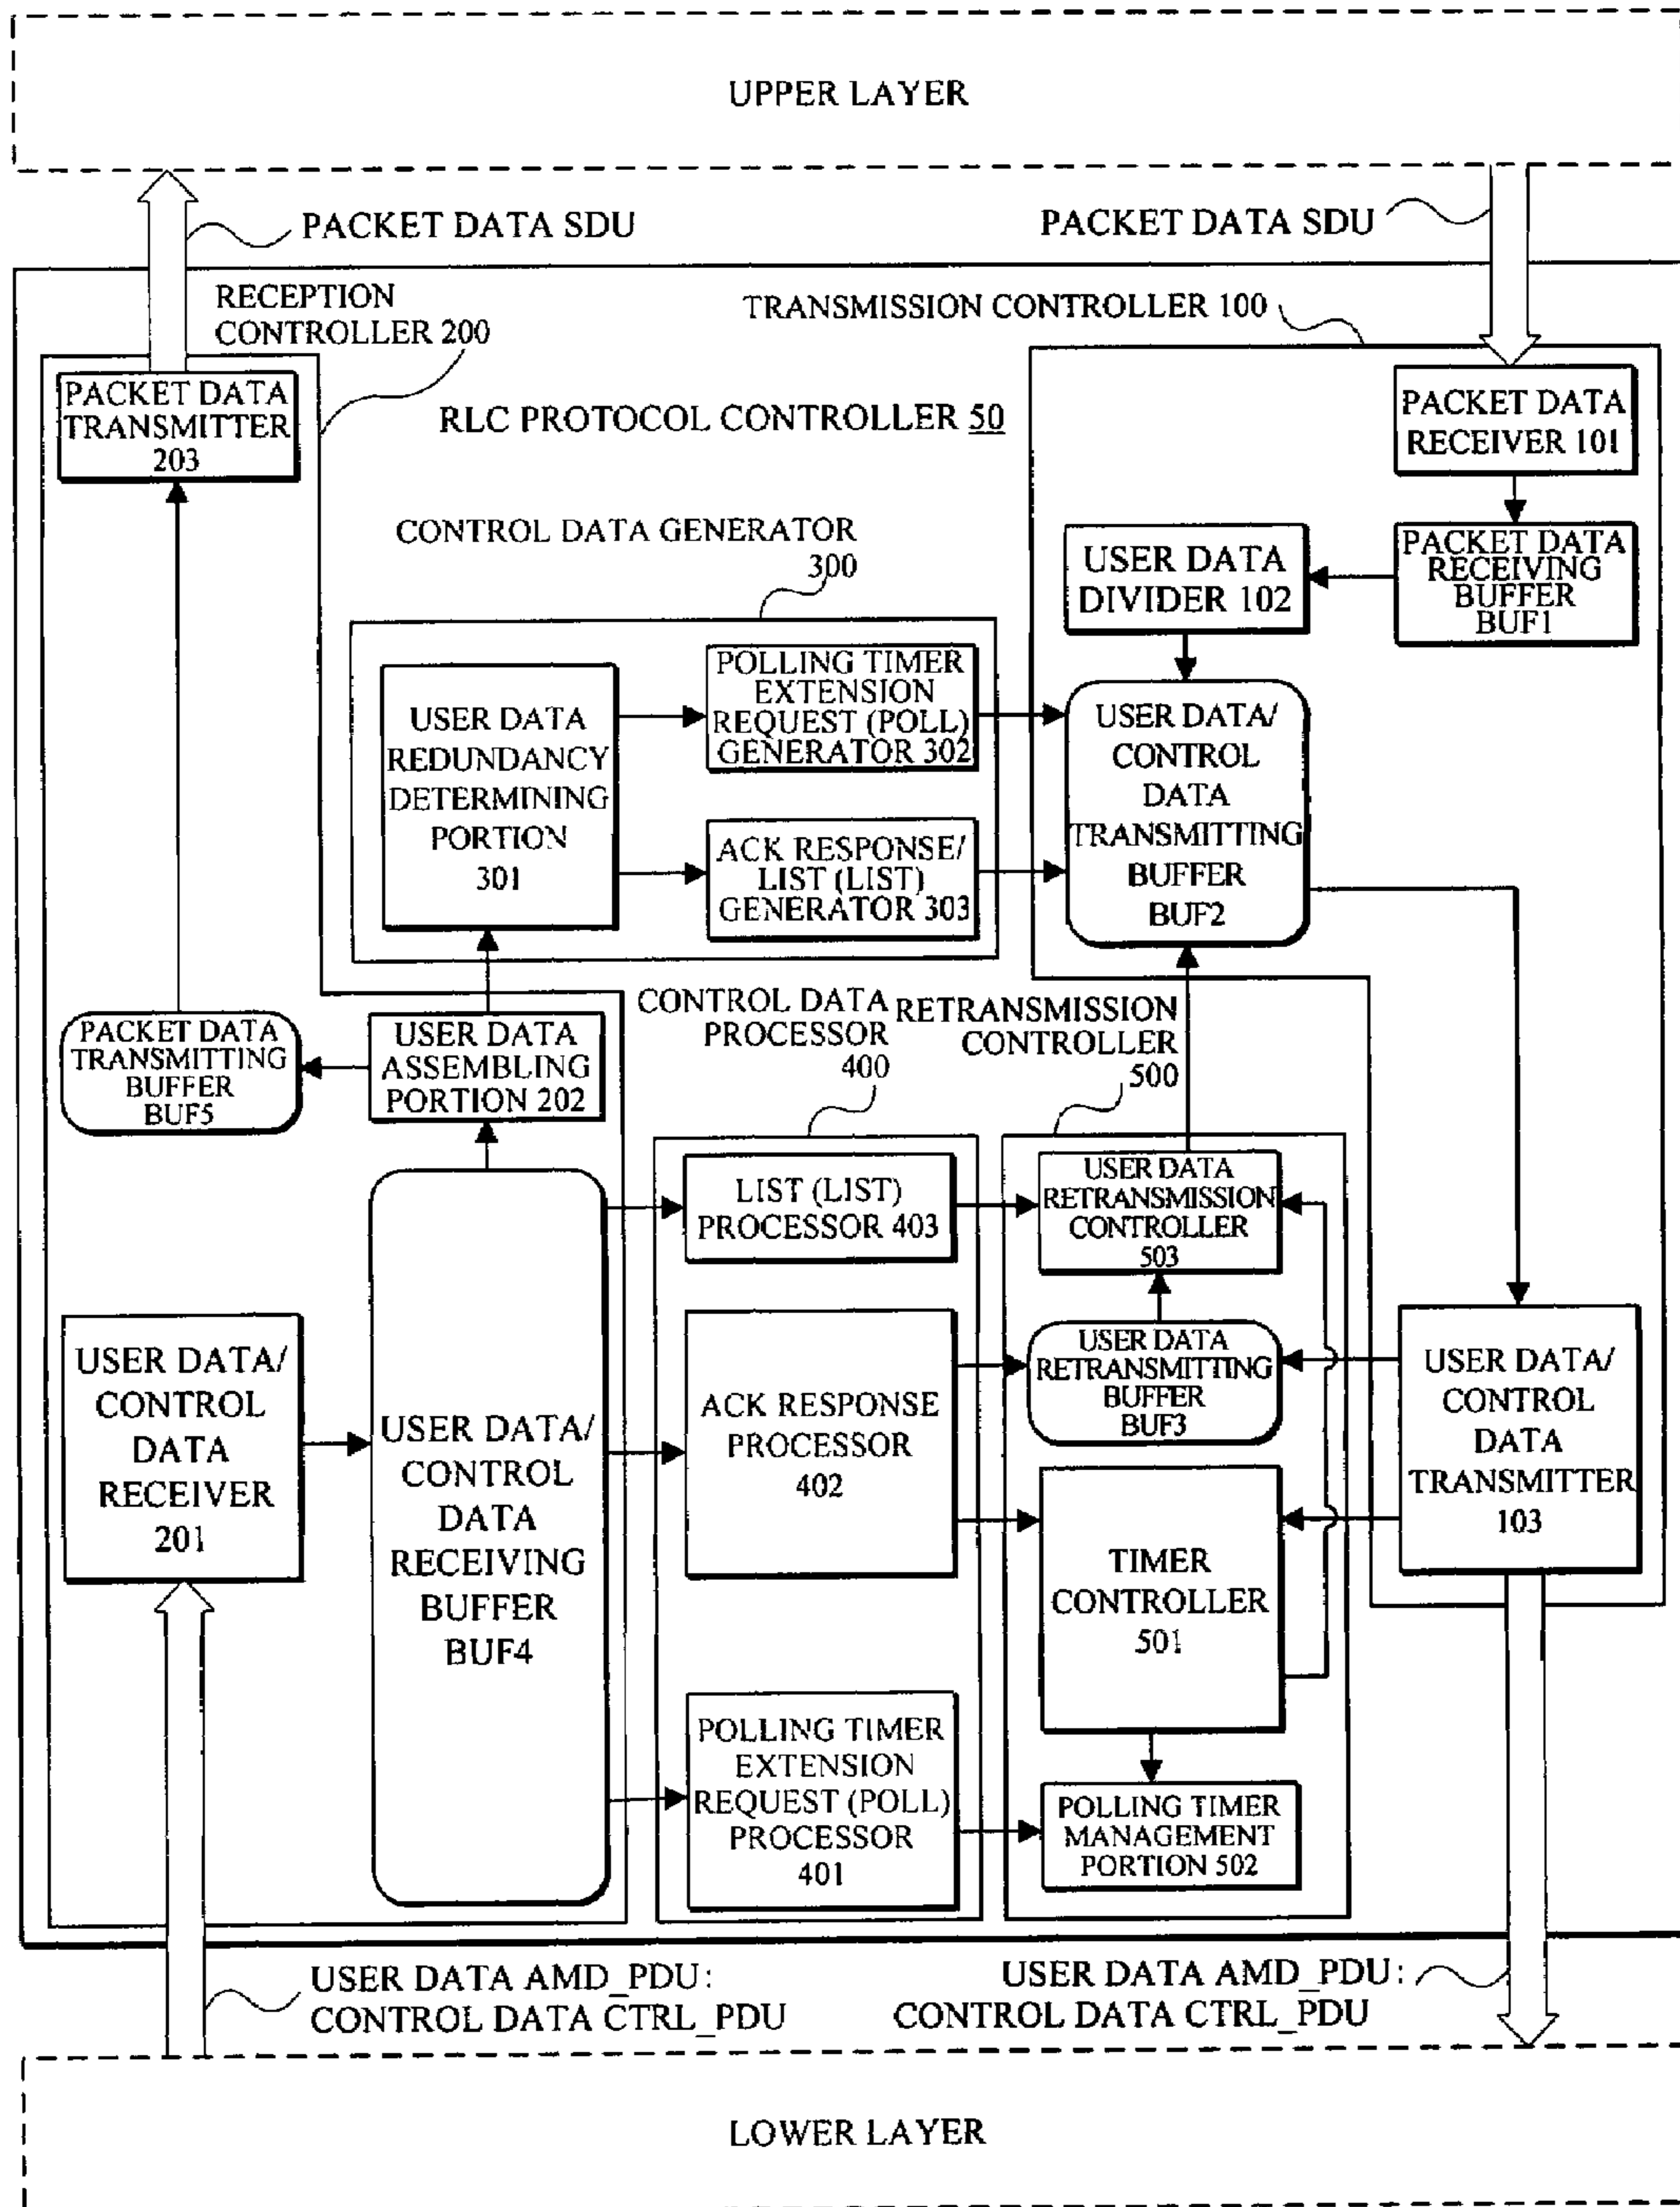 UPPER LAYER
PACKET DATA SDU
PACKET DATA SDU
RECEPTION
CONTROLLER 200
TRANSMISSION CONTROLLER 100
PACKET DATA
TRANSMITTER
203
RLC PROTOCOL CONTROLLER 50
PACKET DATA
RECEIVER 101
CONTROL DATA GENERATOR
300
USER DATA
DIVIDER 102
PACKET DATA
RECEIVING
BUFFER
BUF1
USER DATA
REDUNDANCY
DETERMINING
PORTION
301
POLLING TIMER
EXTENSION
REQUEST (POLL)
GENERATOR 302
ACK RESPONSE/
LIST (LIST)
GENERATOR 303
USER DATA/
CONTROL
DATA
TRANSMITTING
BUFFER
BUF2
PACKET DATA
TRANSMITTING
BUFFER
BUF5
USER DATA
ASSEMBLING
PORTION 202
CONTROL DATA
PROCESSOR
400
RETRANSMISSION
CONTROLLER
500
LIST (LIST)
PROCESSOR 403
USER DATA
RETRANSMISSION
CONTROLLER
503
USER DATA/
CONTROL
DATA
RECEIVER
201
USER DATA/
CONTROL
DATA
RECEIVING
BUFFER
BUF4
ACK RESPONSE
PROCESSOR
402
USER DATA
RETRANSMITTING
BUFFER
BUF3
USER DATA/
CONTROL
DATA
TRANSMITTER
103
TIMER
CONTROLLER
501
POLLING TIMER
EXTENSION
REQUEST (POLL)
PROCESSOR
401
POLLING TIMER
MANAGEMENT
PORTION 502
USER DATA AMD_PDU:
CONTROL DATA CTRL_PDU
USER DATA AMD_PDU:
CONTROL DATA CTRL_PDU
LOWER LAYER